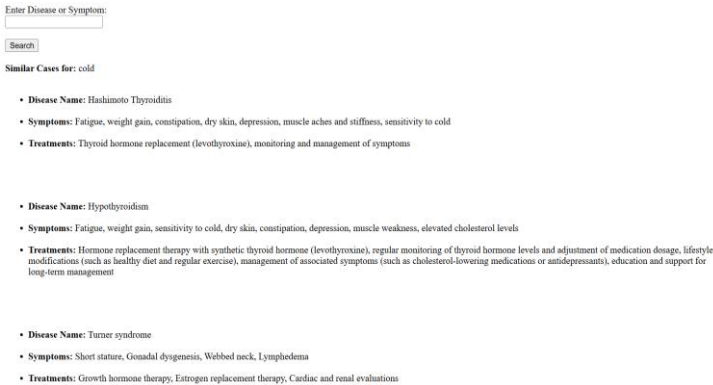 Enter Disease or Symptom:
Search
Similar Cases for: cold
• Disease Name: Hashimoto Thyroiditis
• Symptoms: Fatigue, weight gain, constipation, dry skin, depression, muscle aches and stiffness, sensitivity to cold
• Treatments: Thyroid hormone replacement (levothyroxine), monitoring and management of symptoms
• Disease Name: Hypothyroidism
• Symptoms: Fatigue, weight gain, sensitivity to cold, dry skin, constipation, depression, muscle weakness, elevated cholesterol levels
• Treatments: Hormone replacement therapy with synthetic thyroid hormone (levothyroxine), regular monitoring of thyroid hormone levels and adjustment of medication dosage, lifestyle
modifications (such as healthy diet and regular exercise), management of associated symptoms (such as cholesterol-lowering medications or antidepressants), education and support for
long-term management
• Disease Name: Turner syndrome
• Symptoms: Short stature, Gonadal dysgenesis, Webbed neck, Lymphedema
• Treatments: Growth hormone therapy, Estrogen replacement therapy, Cardiac and renal evaluations